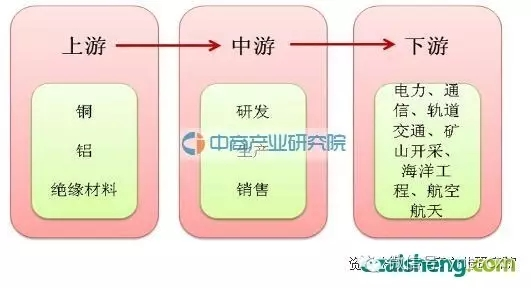 上游
中游
下游
铜
铝
绝缘材料
研发
生产
销售
电力、通
信、轨道
交通、矿
山开采、
海洋工
程、航空
航天
中商产业研究院